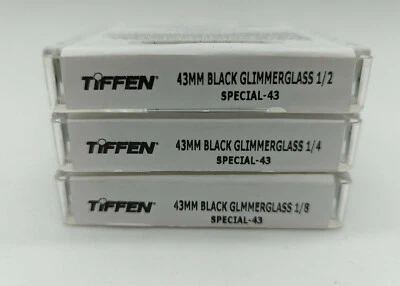 TIFFEN® 43MM BLACK GLIMMERGLASS 1/2
SPECIAL-43
TIFFEN® 43MM BLACK GLIMMERGLASS 1/4
SPECIAL-43
TIFFEN® 43MM BLACK GLMMERGLASS 1/8
SPECIAL-43